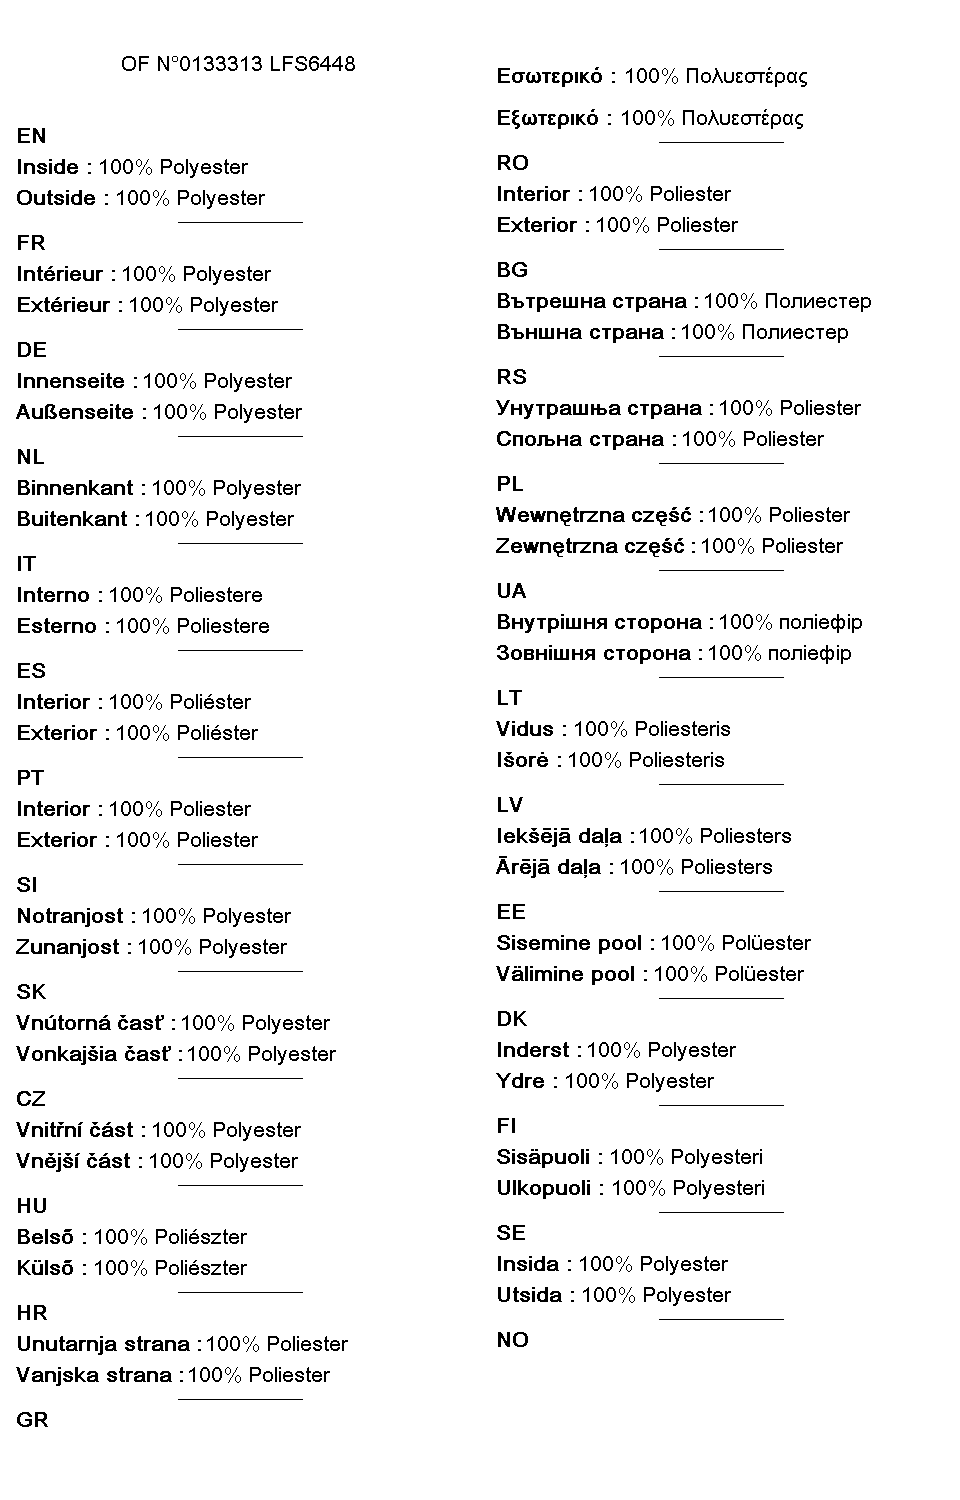 OF N°0133313 LFS6448
EN
Inside : 100% Polyester
Outside : 100% Polyester
FR
Intérieur : 100% Polyester
Extérieur : 100% Polyester
DE
Innenseite : 100% Polyester
Außenseite : 100% Polyester
NL
Binnenkant : 100% Polyester
Buitenkant : 100% Polyester
IT
Interno : 100% Poliestere
Esterno : 100% Poliestere
ES
Interior : 100% Poliéster
Exterior : 100% Poliéster
PT
Interior : 100% Poliester
Exterior : 100% Poliester
SI
Notranjost : 100% Polyester
Zunanjost : 100% Polyester
SK
Vnútorná časť : 100% Polyester
Vonkajšia časť : 100% Polyester
CZ
Vnitřní část : 100% Polyester
Vnější část : 100% Polyester
HU
Belsõ : 100% Poliészter
Külsõ : 100% Poliészter
HR
Unutarnja strana : 100% Poliester
Vanjska strana : 100% Poliester
GR
Εσωτερικό : 100% Πολυεστέρας
Εξωτερικό : 100% Πολυεστέρας
RO
Interior : 100% Poliester
Exterior : 100% Poliester
BG
Вътрешна страна : 100% Полиестер
Външна страна : 100% Полиестер
RS
Унутрашња страна : 100% Poliester
Спољна страна : 100% Poliester
PL
Wewnętrzna część : 100% Poliester
Zewnętrzna część : 100% Poliester
UA
Внутрішня сторона : 100% поліефір
Зовнішня сторона : 100% поліефір
LT
Vidus : 100% Poliesteris
Išorė : 100% Poliesteris
LV
Iekšējā daļa : 100% Poliesters
Ārējā daļa : 100% Poliesters
EE
Sisemine pool : 100% Polüester
Välimine pool : 100% Polüester
DK
Inderst : 100% Polyester
Ydre : 100% Polyester
FI
Sisäpuoli : 100% Polyesteri
Ulkopuoli : 100% Polyesteri
SE
Insida : 100% Polyester
Utsida : 100% Polyester
NO